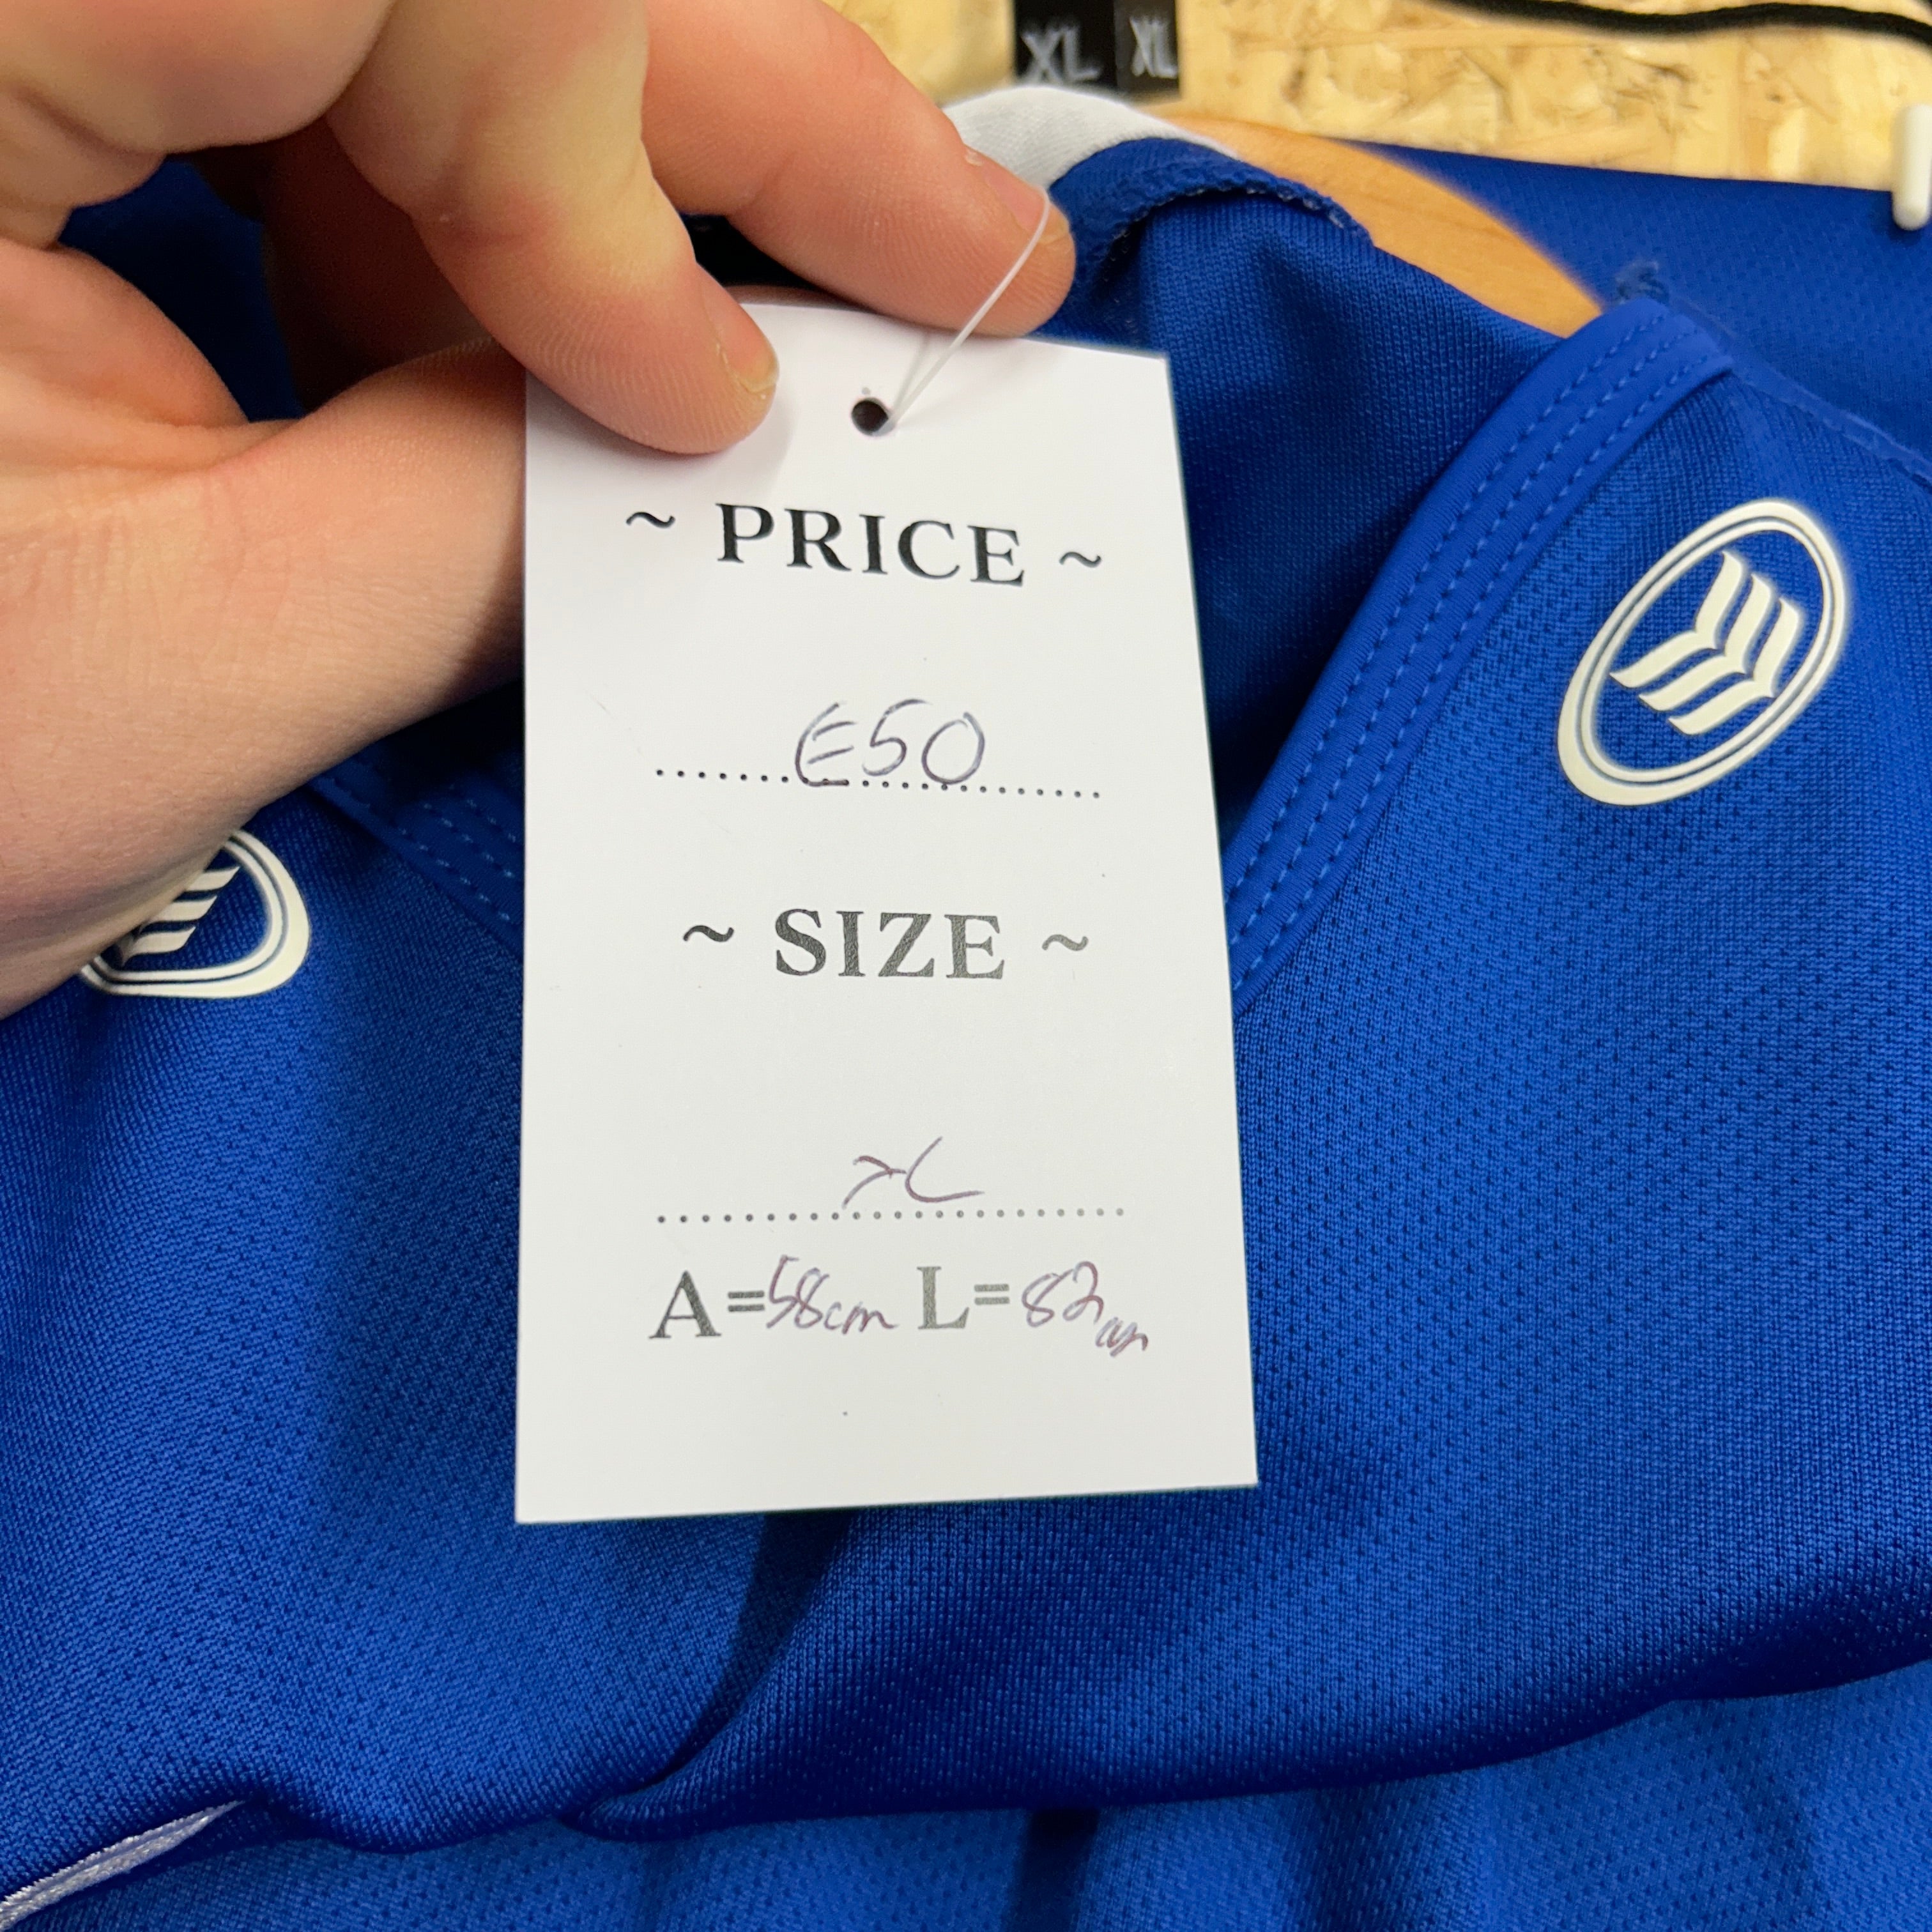 XL XL
~ PRICE ~
€50
~ SIZE ~
XL
A=58cm L=82cm